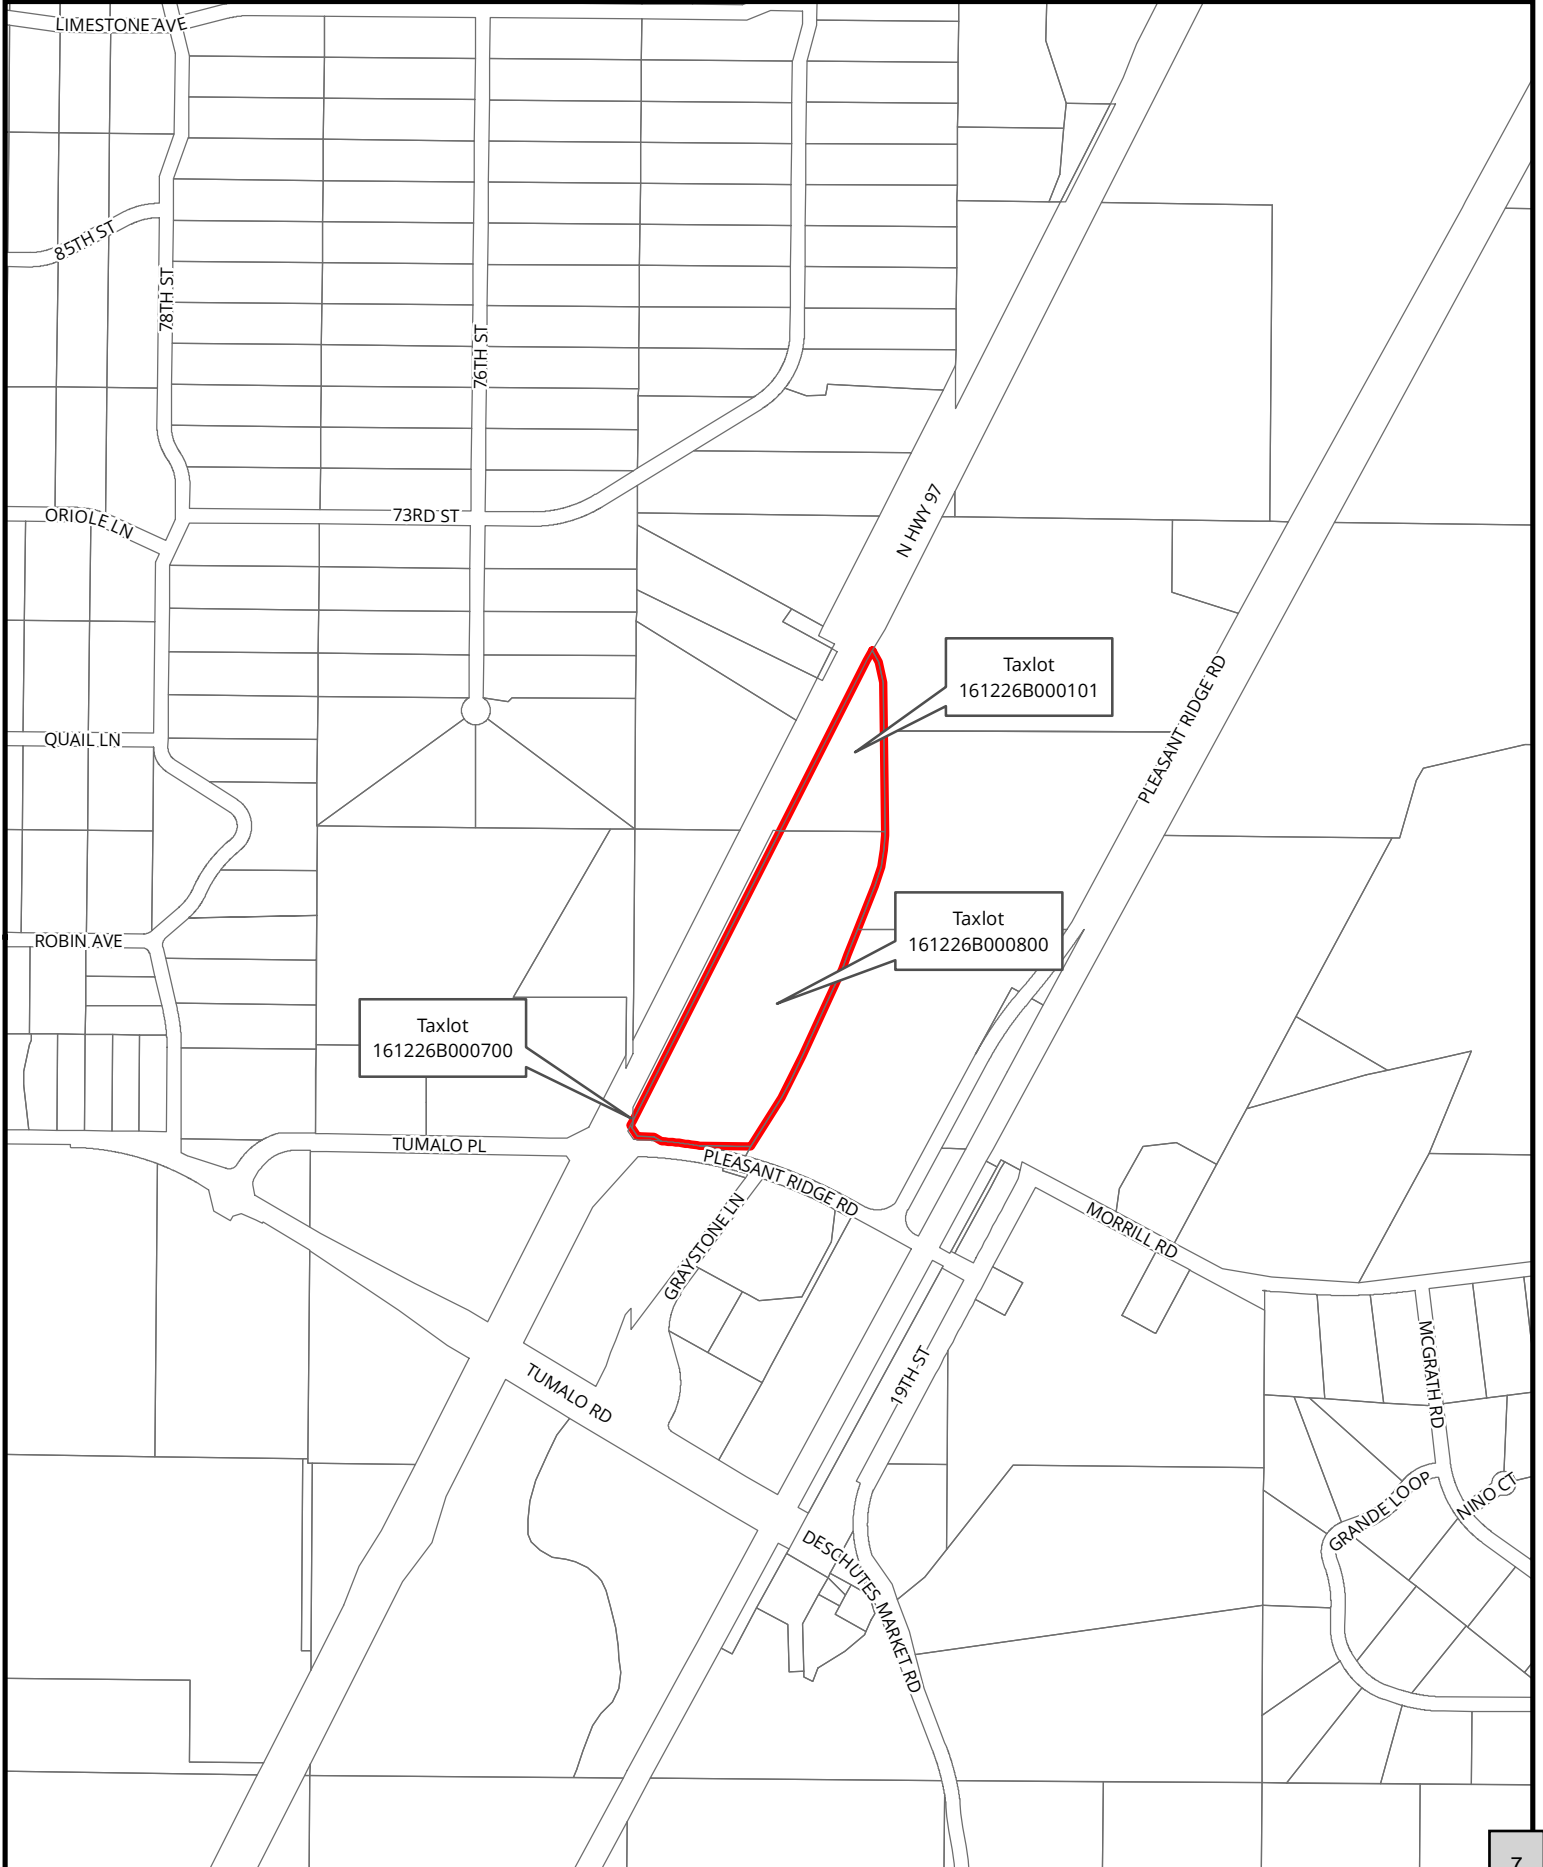 LIMESTONE AVE
85TH ST
78TH ST
76TH ST
ORIOLE LN
73RD ST
N HWY 97
Taxlot
161226B000101
PLEASANT RIDGE RD
QUAIL LN
Taxlot
161226B000800
ROBIN AVE
Taxlot
161226B000700
TUMALO PL
PLEASANT RIDGE RD
GRAYSTONE LN
MORRILL RD
MCGRATH RD
19TH ST
TUMALO RD
GRANDE LOOP
NINO CT
DESCHUTES MARKET RD
7